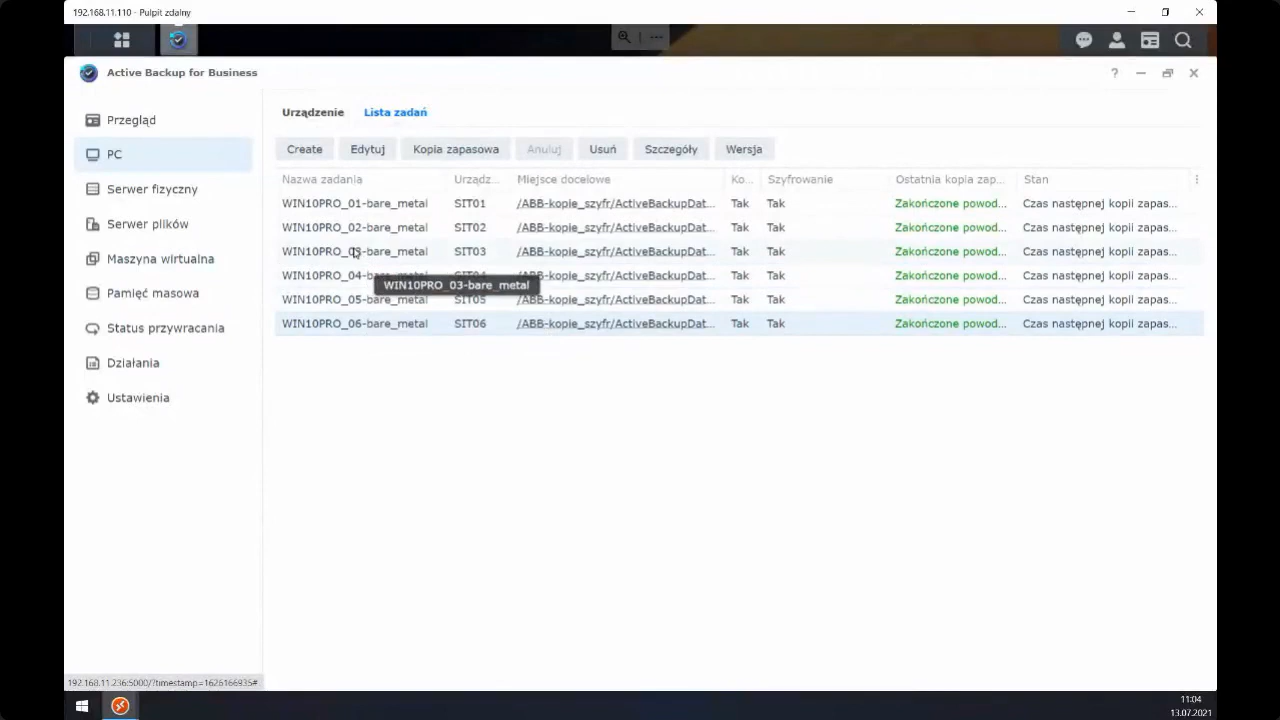 192.168.11.110 - Pulpit zdalny
Active Backup for Business
?
Przegląd
PC
Serwer fizyczny
Serwer plików
Maszyna wirtualna
Pamięć masowa
Status przywracania
Działania
Ustawienia
Urządzenie Lista zadań
Create Edytuj Kopia zapasowa Anuluj Usuń Szczegóły Wersja
Nazwa zadania Urządz... Miejsce docelowe Ko... Szyfrowanie Ostatnia kopia zap... Stan
WIN10PRO_01-bare_metal SIT01 /ABB-kopie_szyfr/ActiveBackupDat... Tak Tak Zakończone powod... Czas następnej kopii zapas...
WIN10PRO_02-bare_metal SIT02 /ABB-kopie_szyfr/ActiveBackupDat... Tak Tak Zakończone powod... Czas następnej kopii zapas...
WIN10PRO_03-bare_metal SIT03 /ABB-kopie_szyfr/ActiveBackupDat... Tak Tak Zakończone powod... Czas następnej kopii zapas...
WIN10PRO_04-bare_metal SIT04 /ABB-kopie_szyfr/ActiveBackupDat... Tak Tak Zakończone powod... Czas następnej kopii zapas...
WIN10PRO_03-bare_metal
WIN10PRO_05-bare_metal SIT05 /ABB-kopie_szyfr/ActiveBackupDat... Tak Tak Zakończone powod... Czas następnej kopii zapas...
WIN10PRO_06-bare_metal SIT06 /ABB-kopie_szyfr/ActiveBackupDat... Tak Tak Zakończone powod... Czas następnej kopii zapas...
192.168.11.236:5000/?timestamp=1626166935#
11:04
13.07.2021